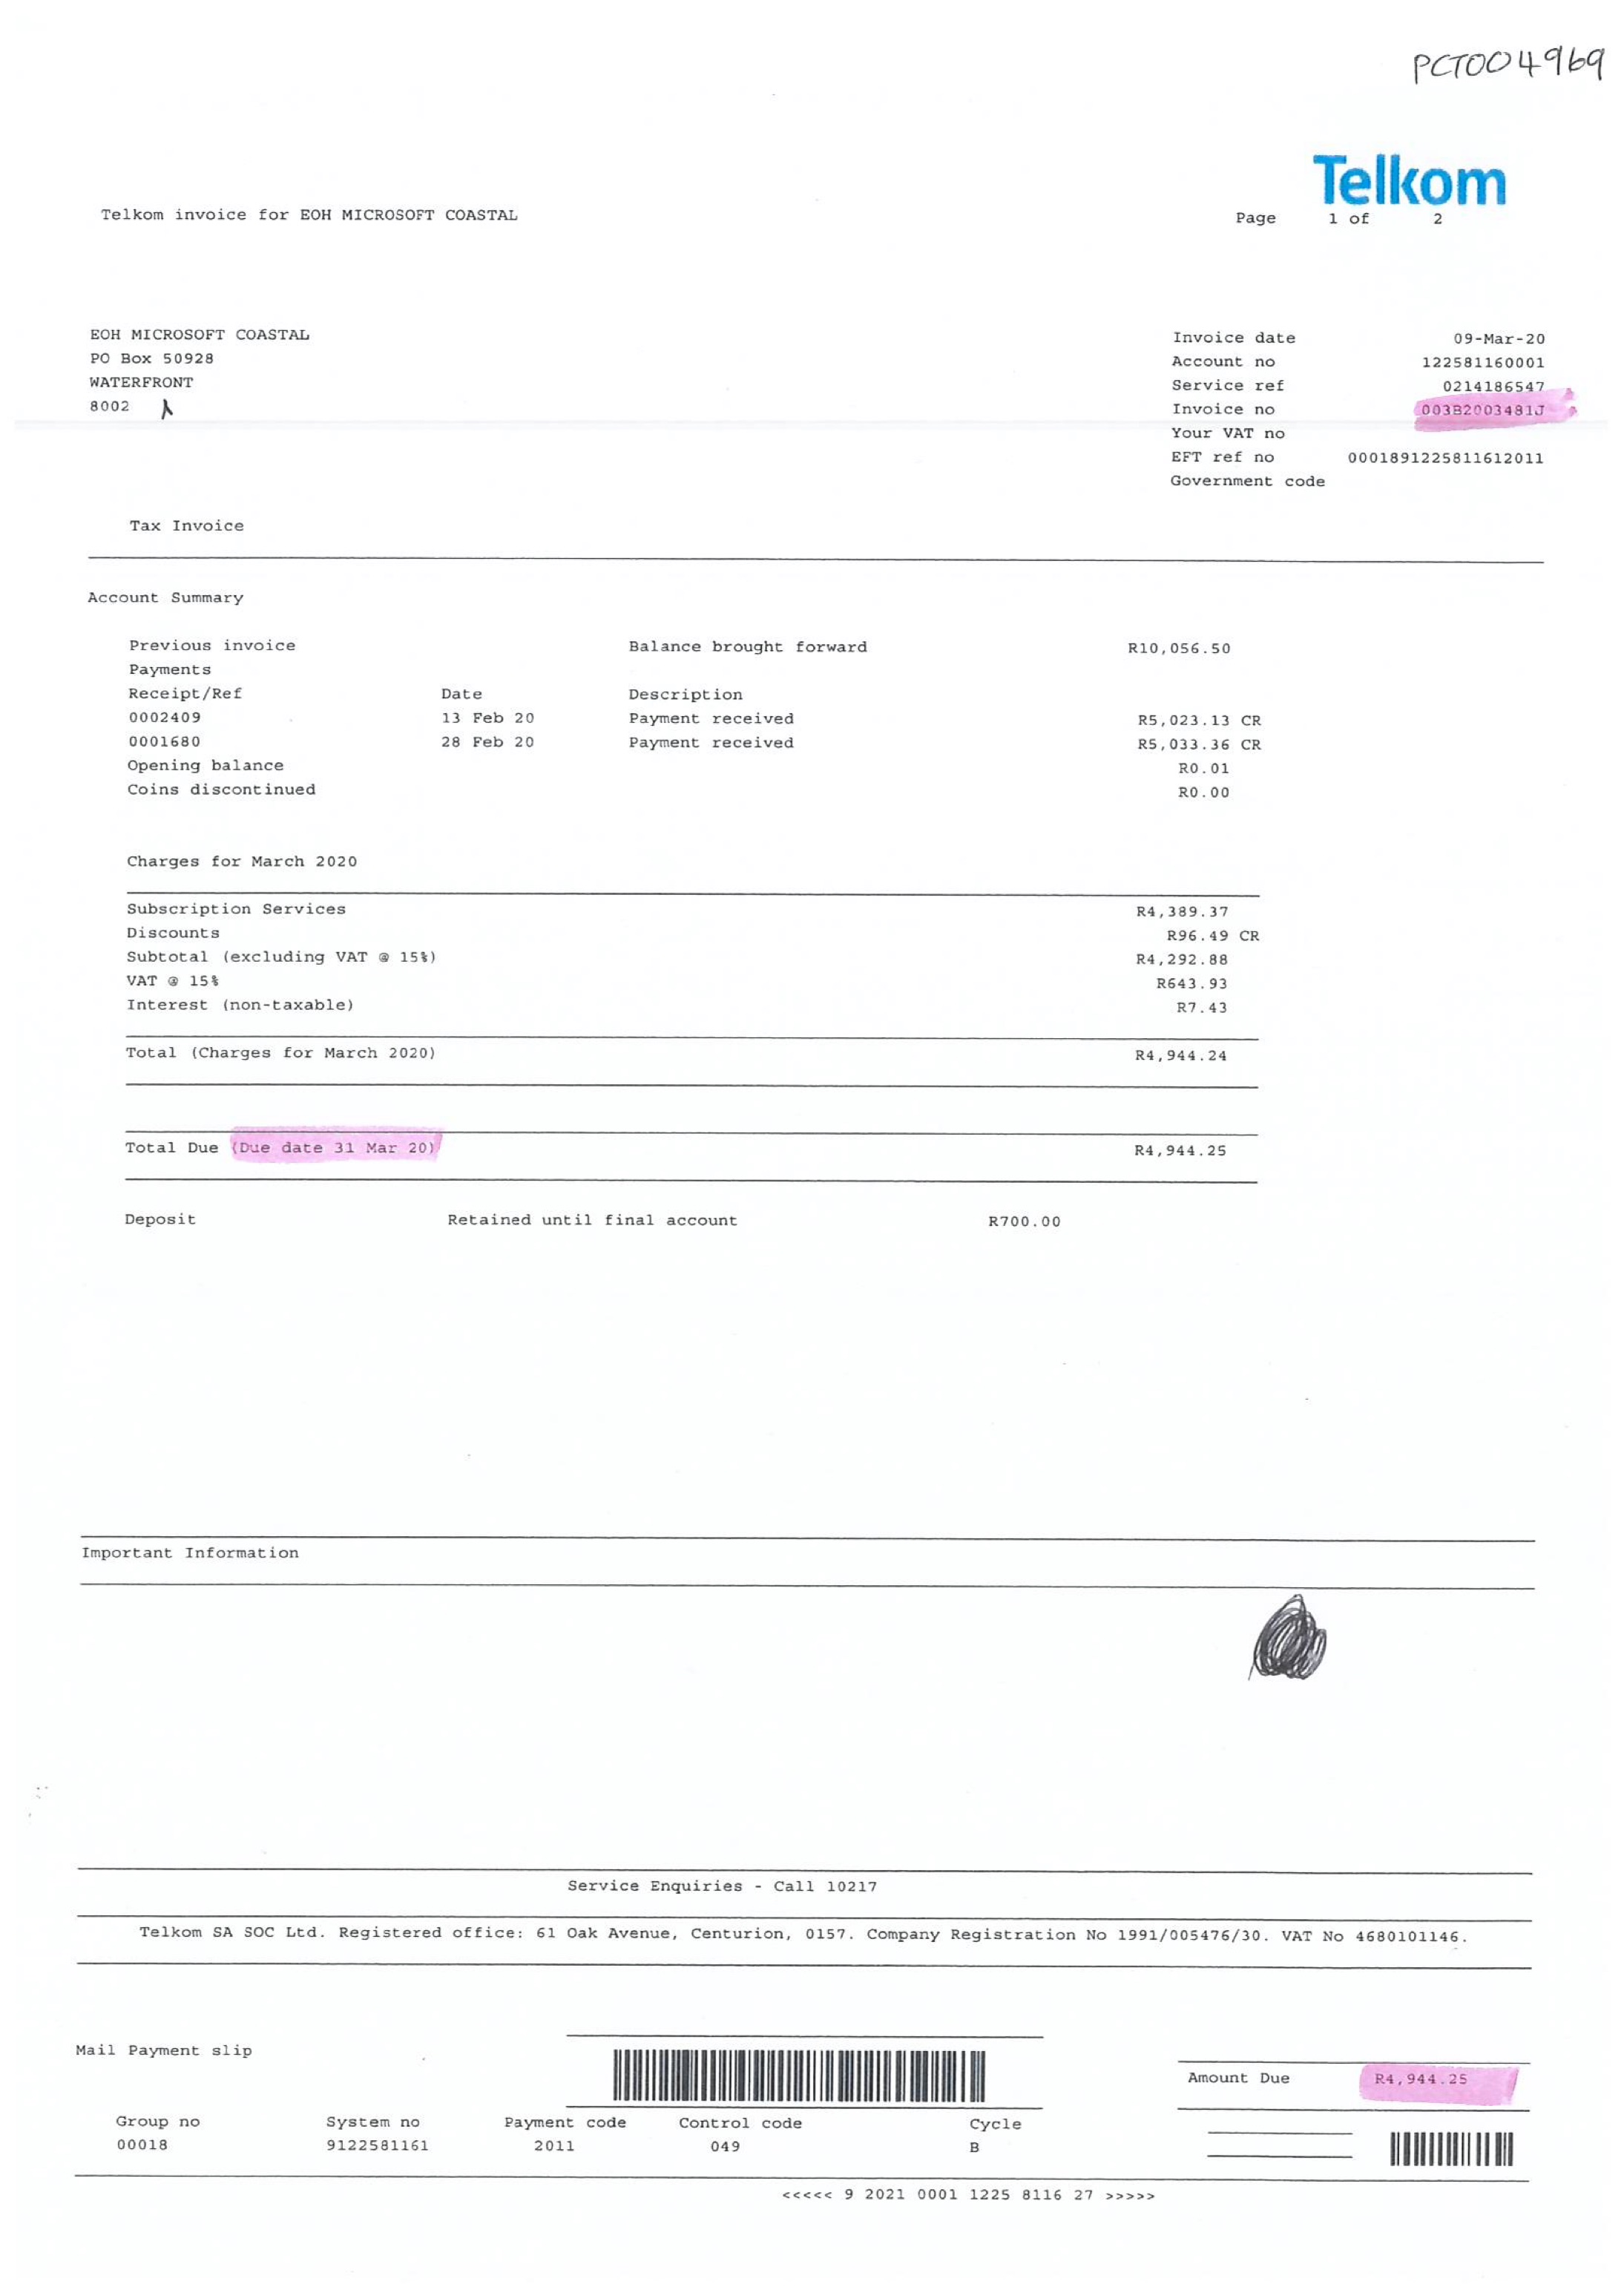 PCT004969
Telkom
Telkom invoice for EOH MICROSOFT COASTAL Page 1 of 2
EOH MICROSOFT COASTAL
PO Box 50928
WATERFRONT
8002
Invoice date 09-Mar-20
Account no 122581160001
Service ref 0214186547
Invoice no 003B2003481J
Your VAT no
EFT ref no 0001891225811612011
Government code
Tax Invoice
Account Summary
Previous invoice Balance brought forward R10,056.50
Payments
Receipt/Ref Date Description
0002409 13 Feb 20 Payment received R5,023.13 CR
0001680 28 Feb 20 Payment received R5,033.36 CR
Opening balance R0.01
Coins discontinued R0.00
Charges for March 2020
Subscription Services R4,389.37
Discounts R96.49 CR
Subtotal (excluding VAT @ 15%) R4,292.88
VAT @ 15% R643.93
Interest (non-taxable) R7.43
Total (Charges for March 2020) R4,944.24
Total Due (Due date 31 Mar 20) R4,944.25
Deposit Retained until final account R700.00
Important Information
Service Enquiries - Call 10217
Telkom SA SOC Ltd. Registered office: 61 Oak Avenue, Centurion, 0157. Company Registration No 1991/005476/30. VAT No 4680101146.
Mail Payment slip
Amount Due R4,944.25
Group no System no Payment code Control code Cycle
00018 9122581161 2011 049 B
<<<<< 9 2021 0001 1225 8116 27 >>>>>